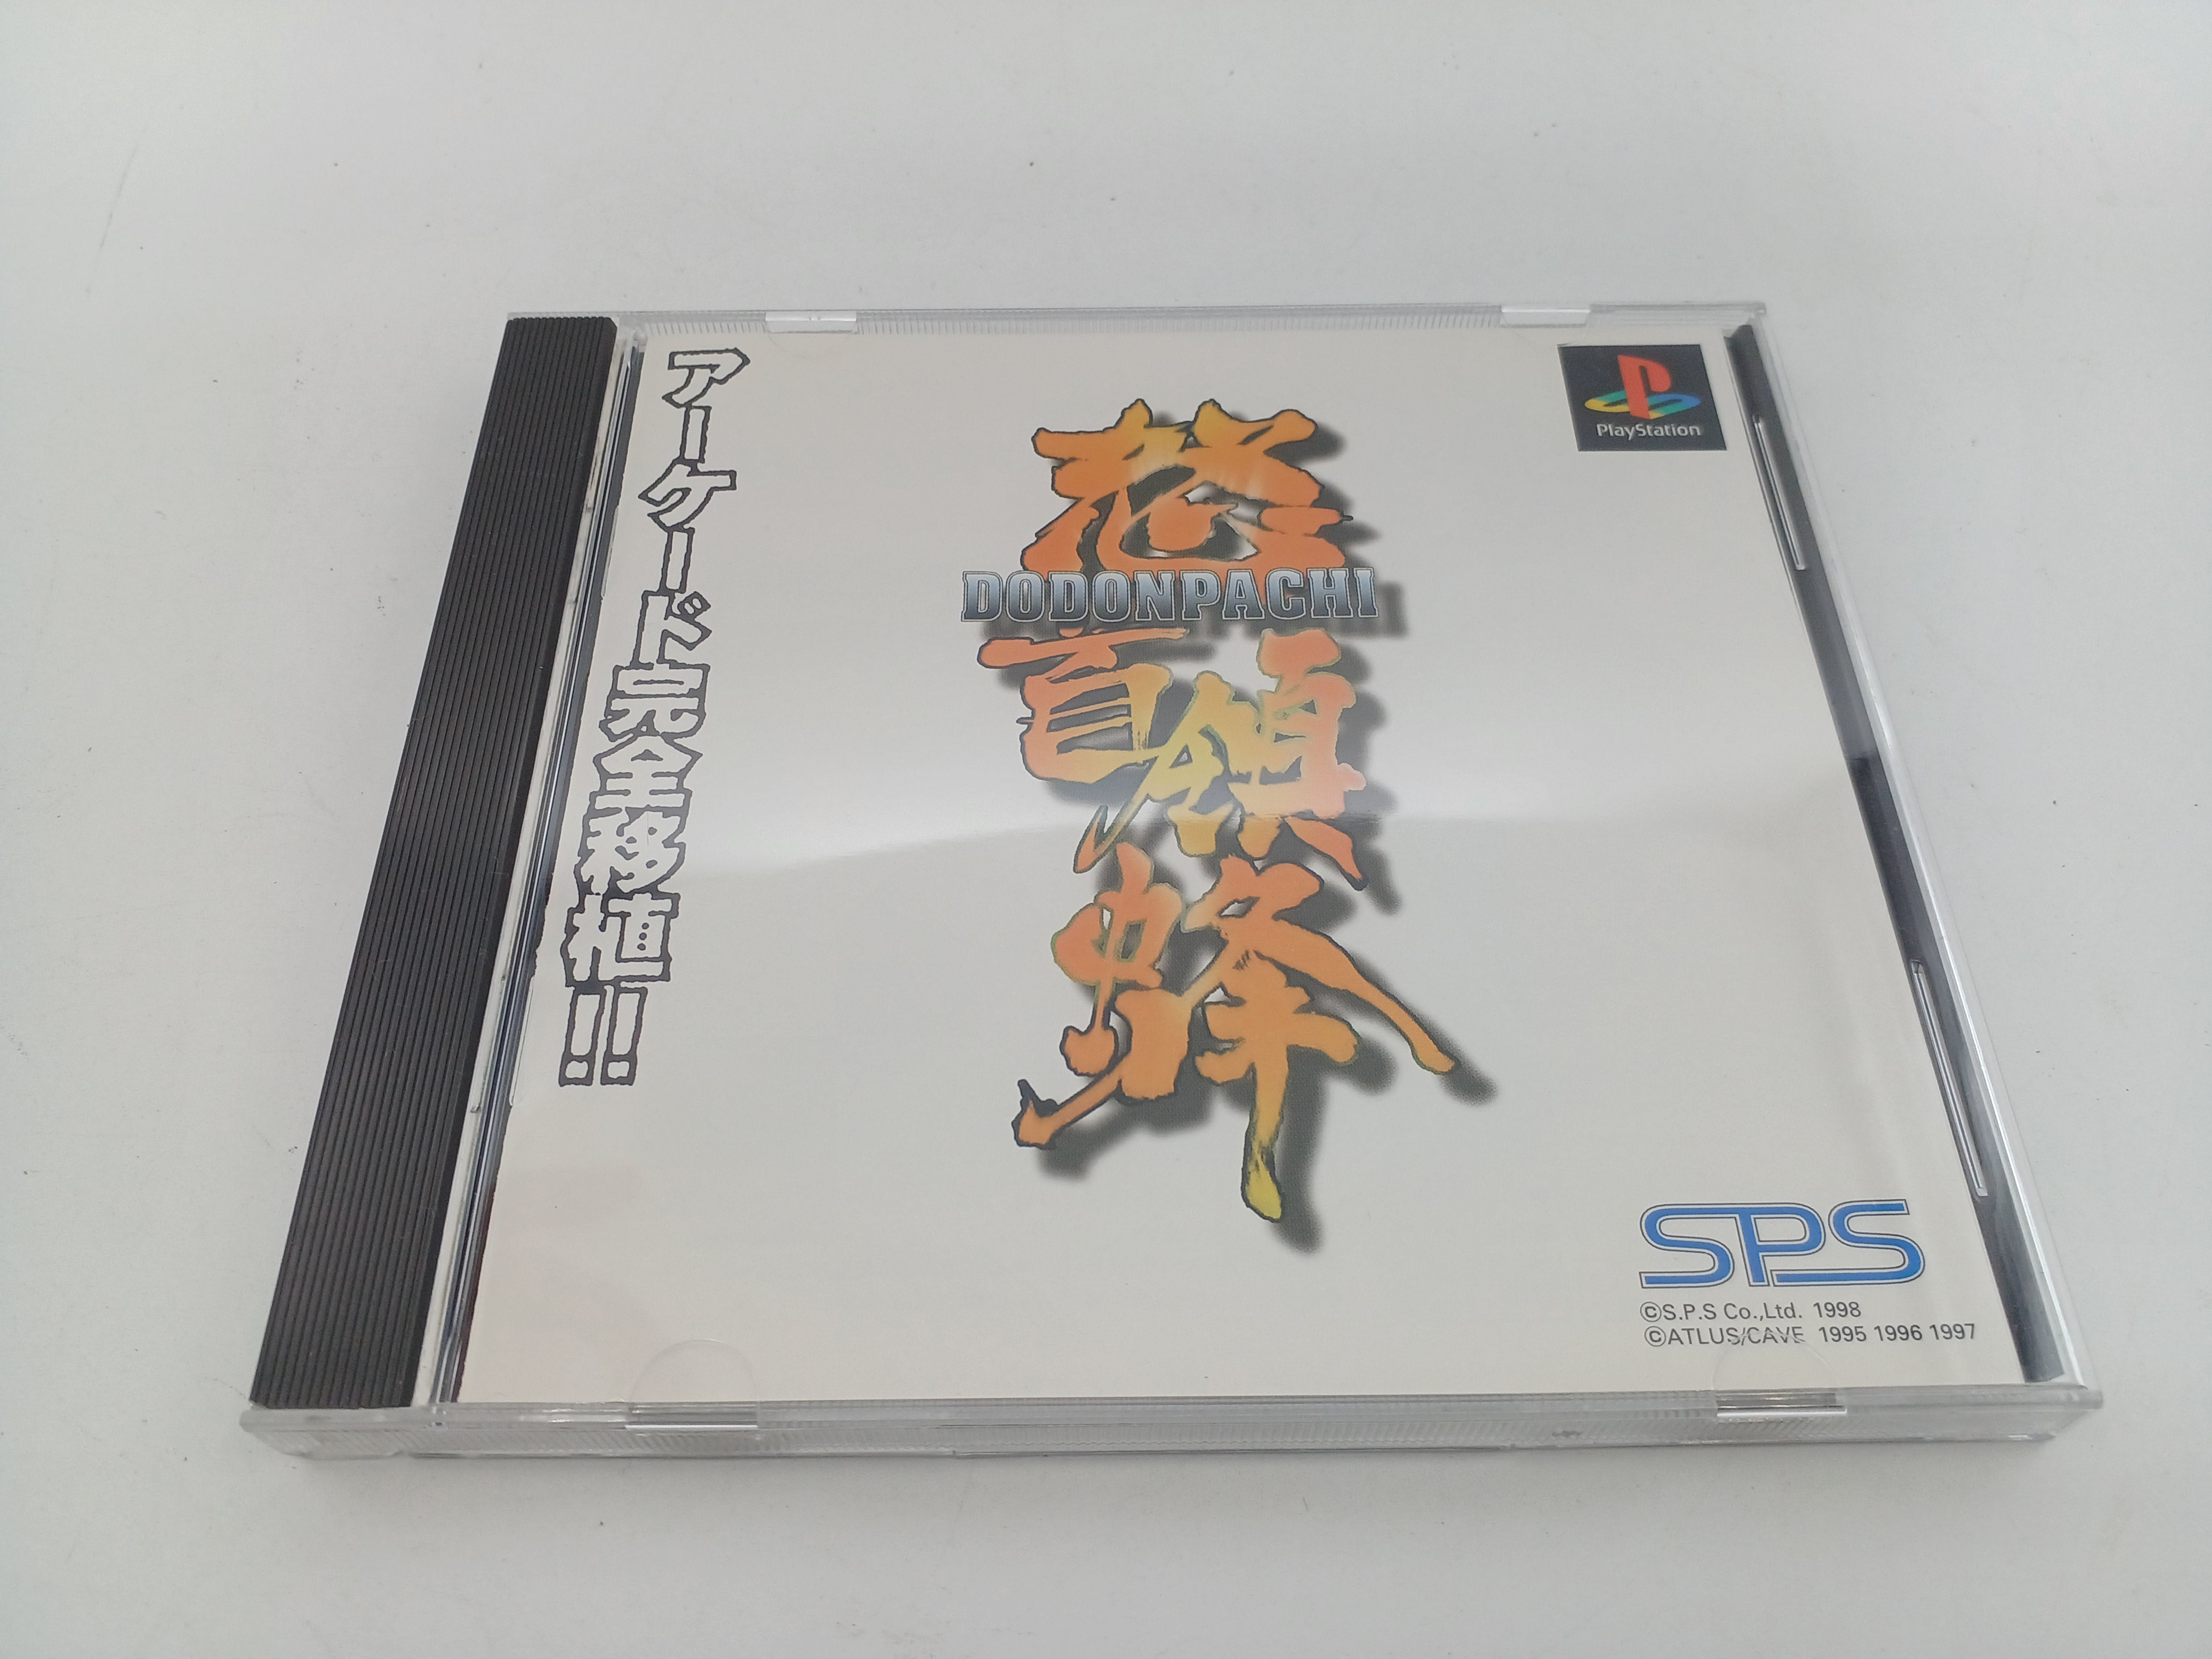 アーケード完全移植!!
怒首領蜂
DODONPACHI
PlayStation
SPS
©S.P.S Co.,Ltd. 1998
©ATLUS/CAVE 1995 1996 1997